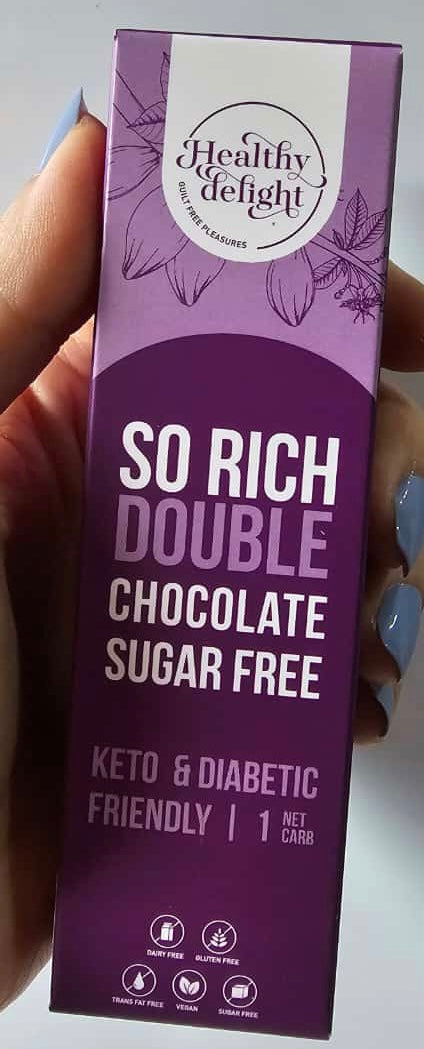 Healthy
delight
GUILT FREE PLEASURES
SO RICH
DOUBLE
CHOCOLATE
SUGAR FREE
KETO & DIABETIC
FRIENDLY | 1 NET CARB
DAIRY FREE GLUTEN FREE
TRANS FAT FREE VEGAN SUGAR FREE